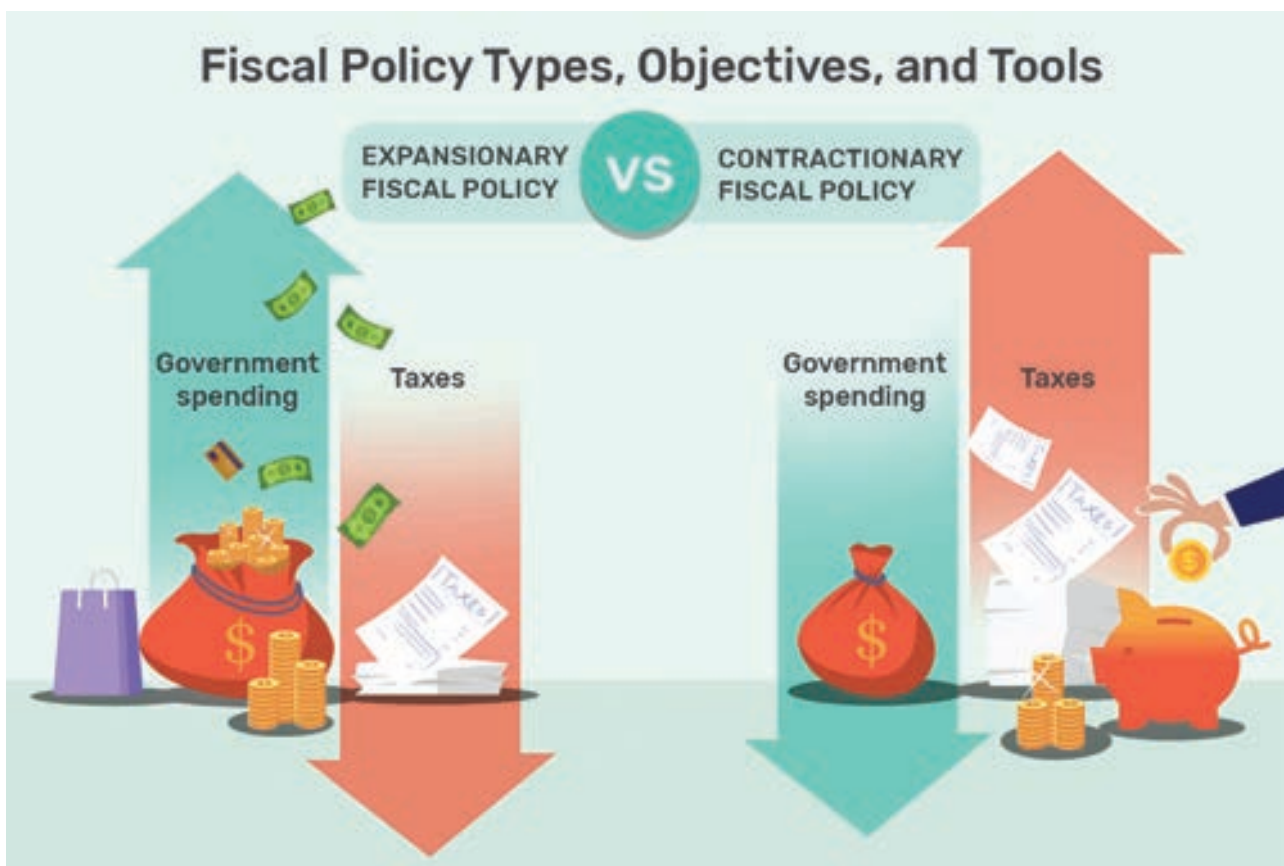 Fiscal Policy Types, Objectives, and Tools
EXPANSIONARY
FISCAL POLICY
VS
CONTRACTIONARY
FISCAL POLICY
Government
spending
Taxes
Government
spending
Taxes
$
TAXES
$
TAXES
$